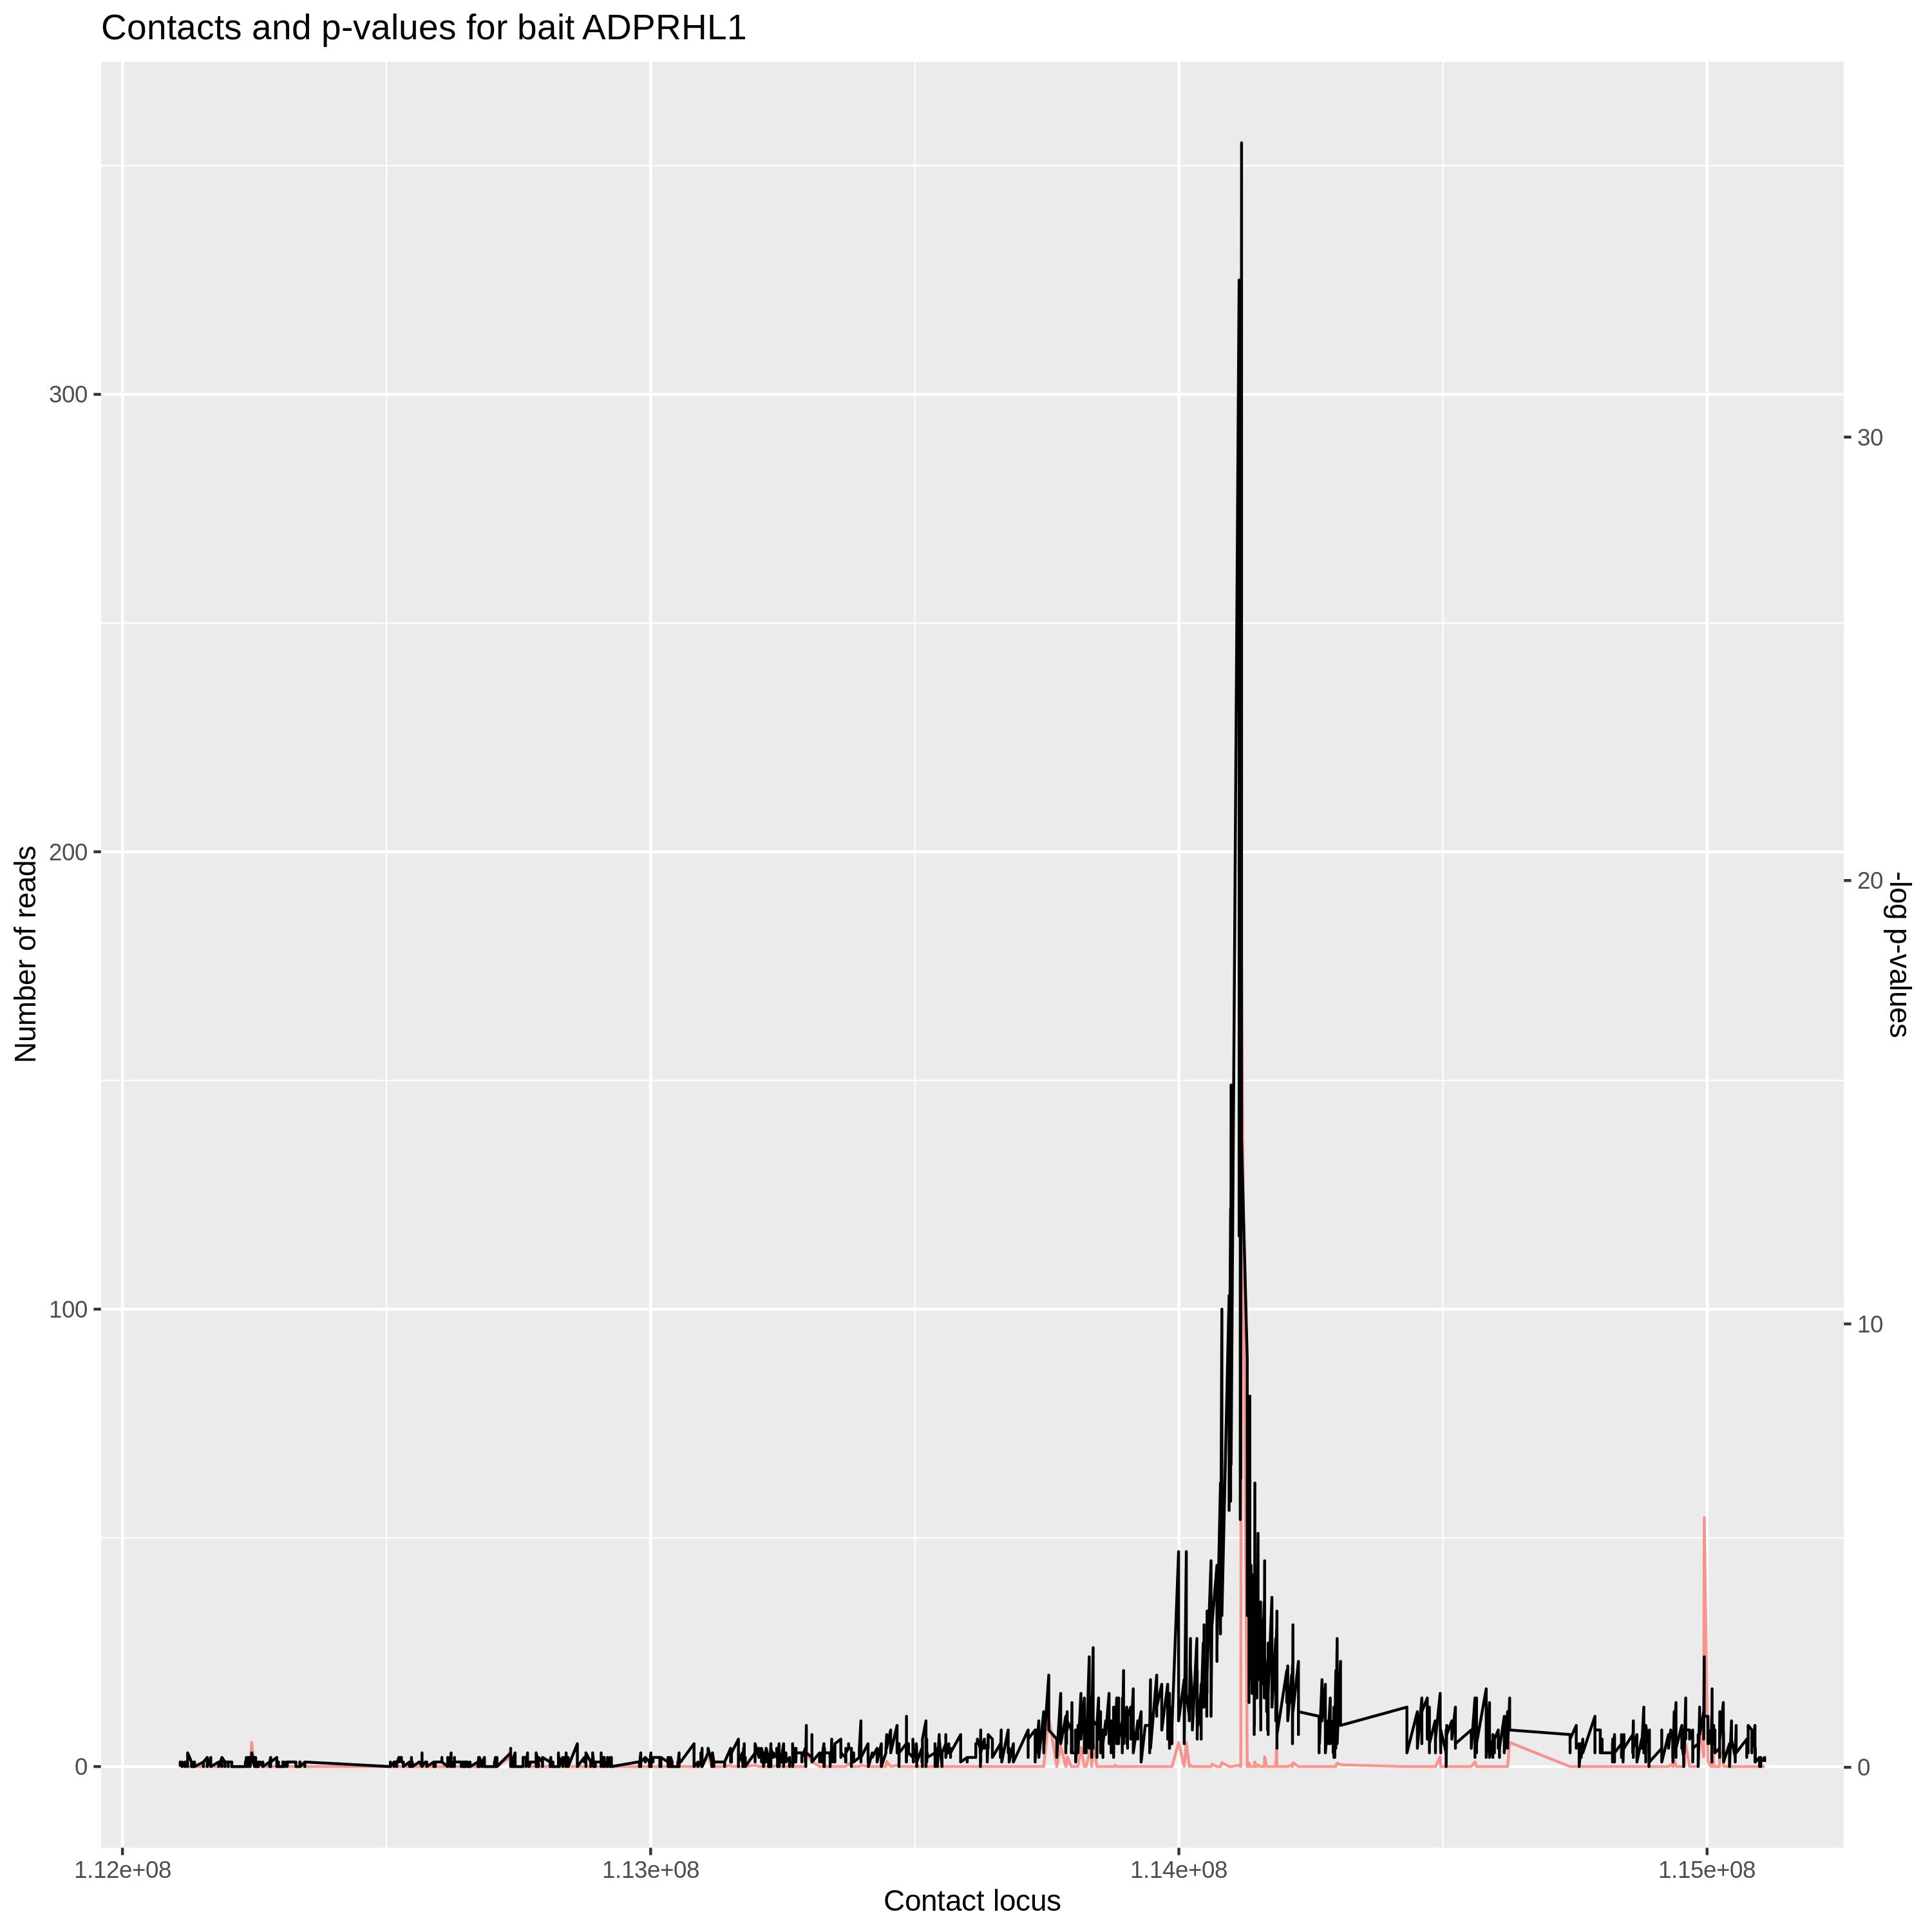 Contacts and p-values for bait ADPRHL1
300
200
100
0
Number of reads
30
20
10
0
-log p-values
1.12e+08
1.13e+08
1.14e+08
1.15e+08
Contact locus